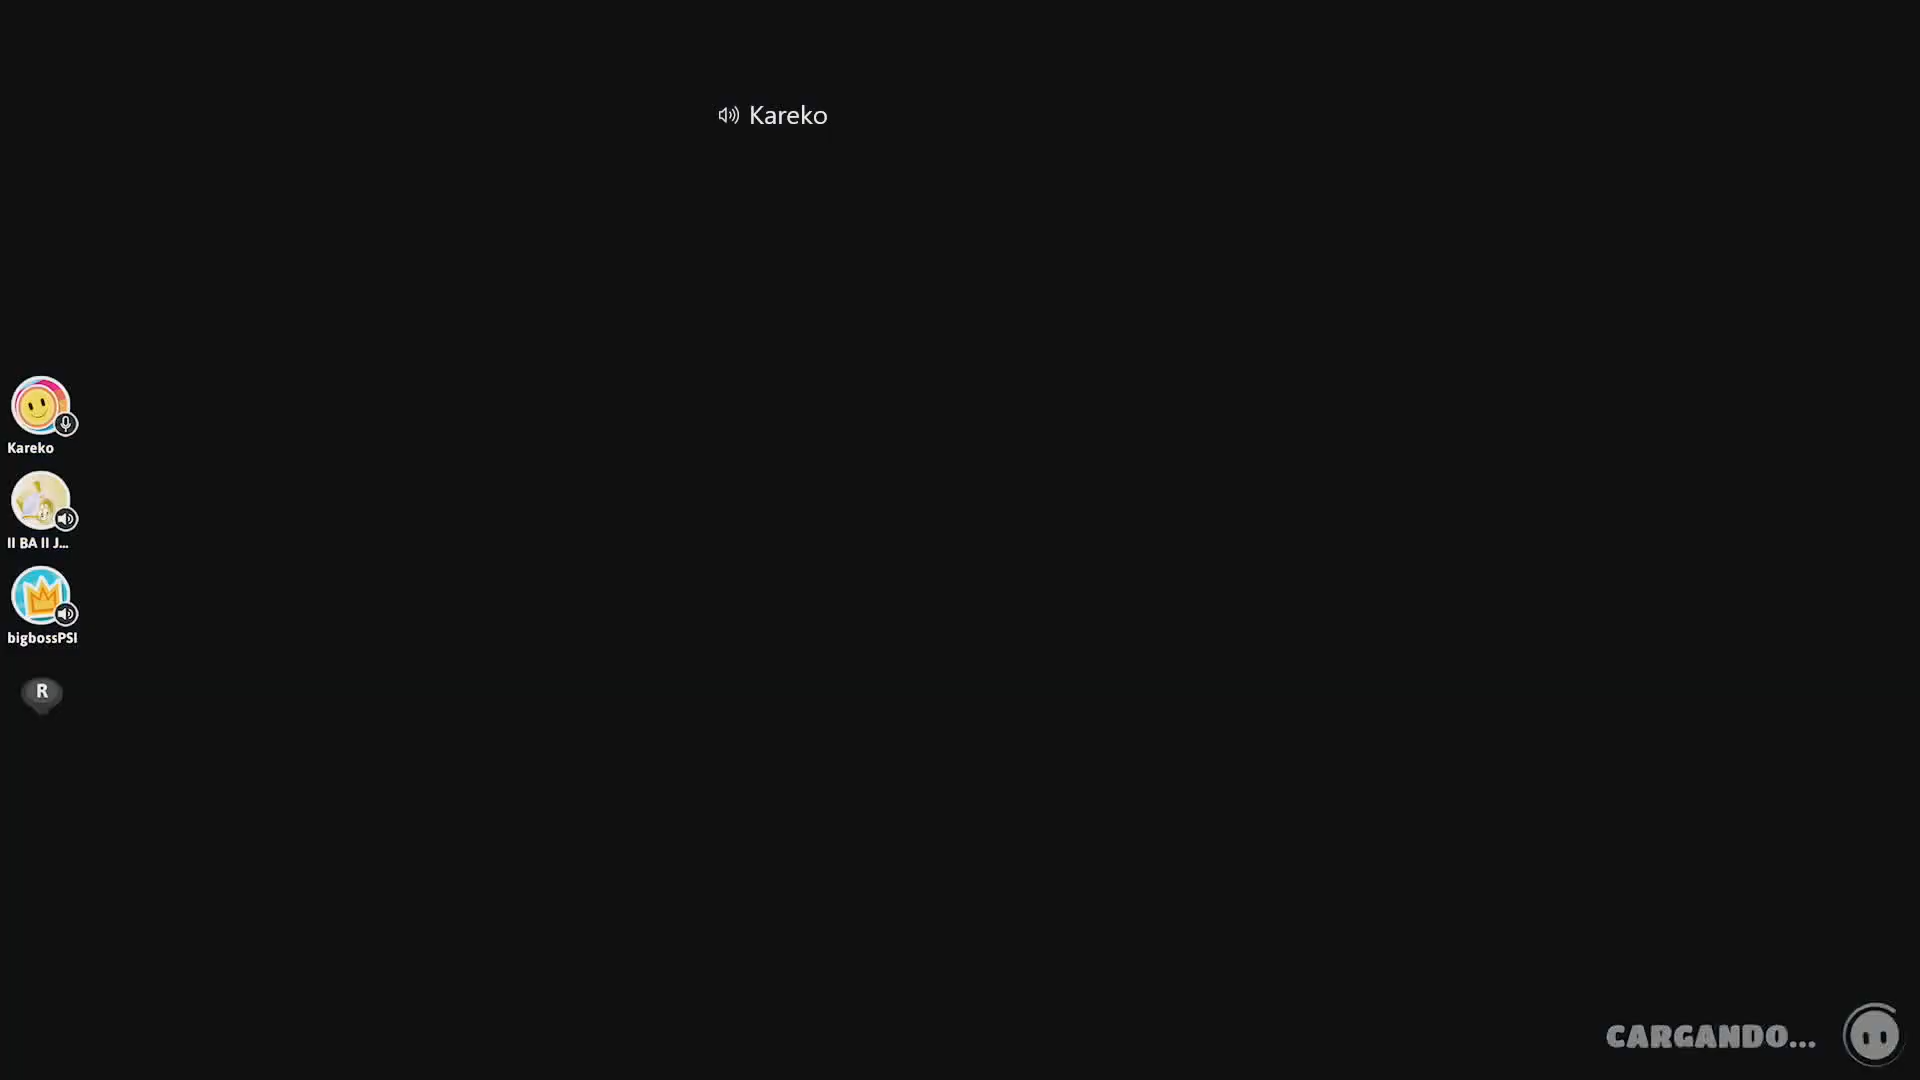 Kareko
Kareko
II BA II J...
bigbossPSI
R
CARGANDO...